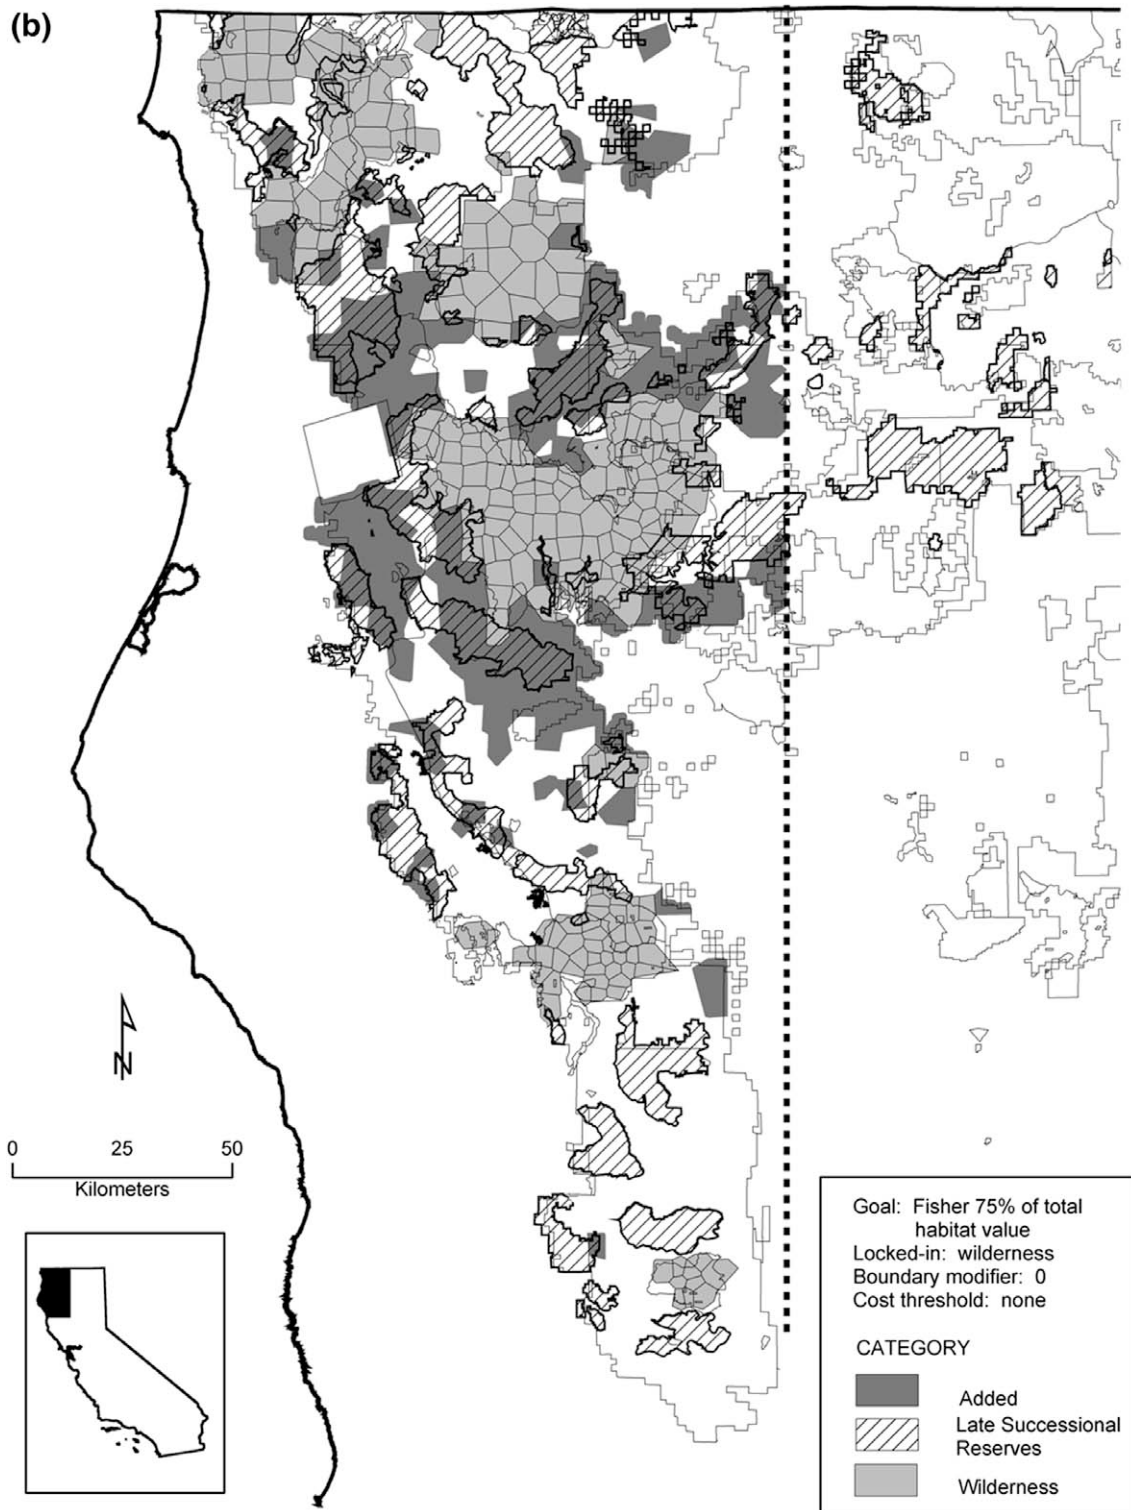 (b)
N
0 25 50
Kilometers
Goal: Fisher 75% of total
habitat value
Locked-in: wilderness
Boundary modifier: 0
Cost threshold: none
CATEGORY
Added
Late Successional
Reserves
Wilderness